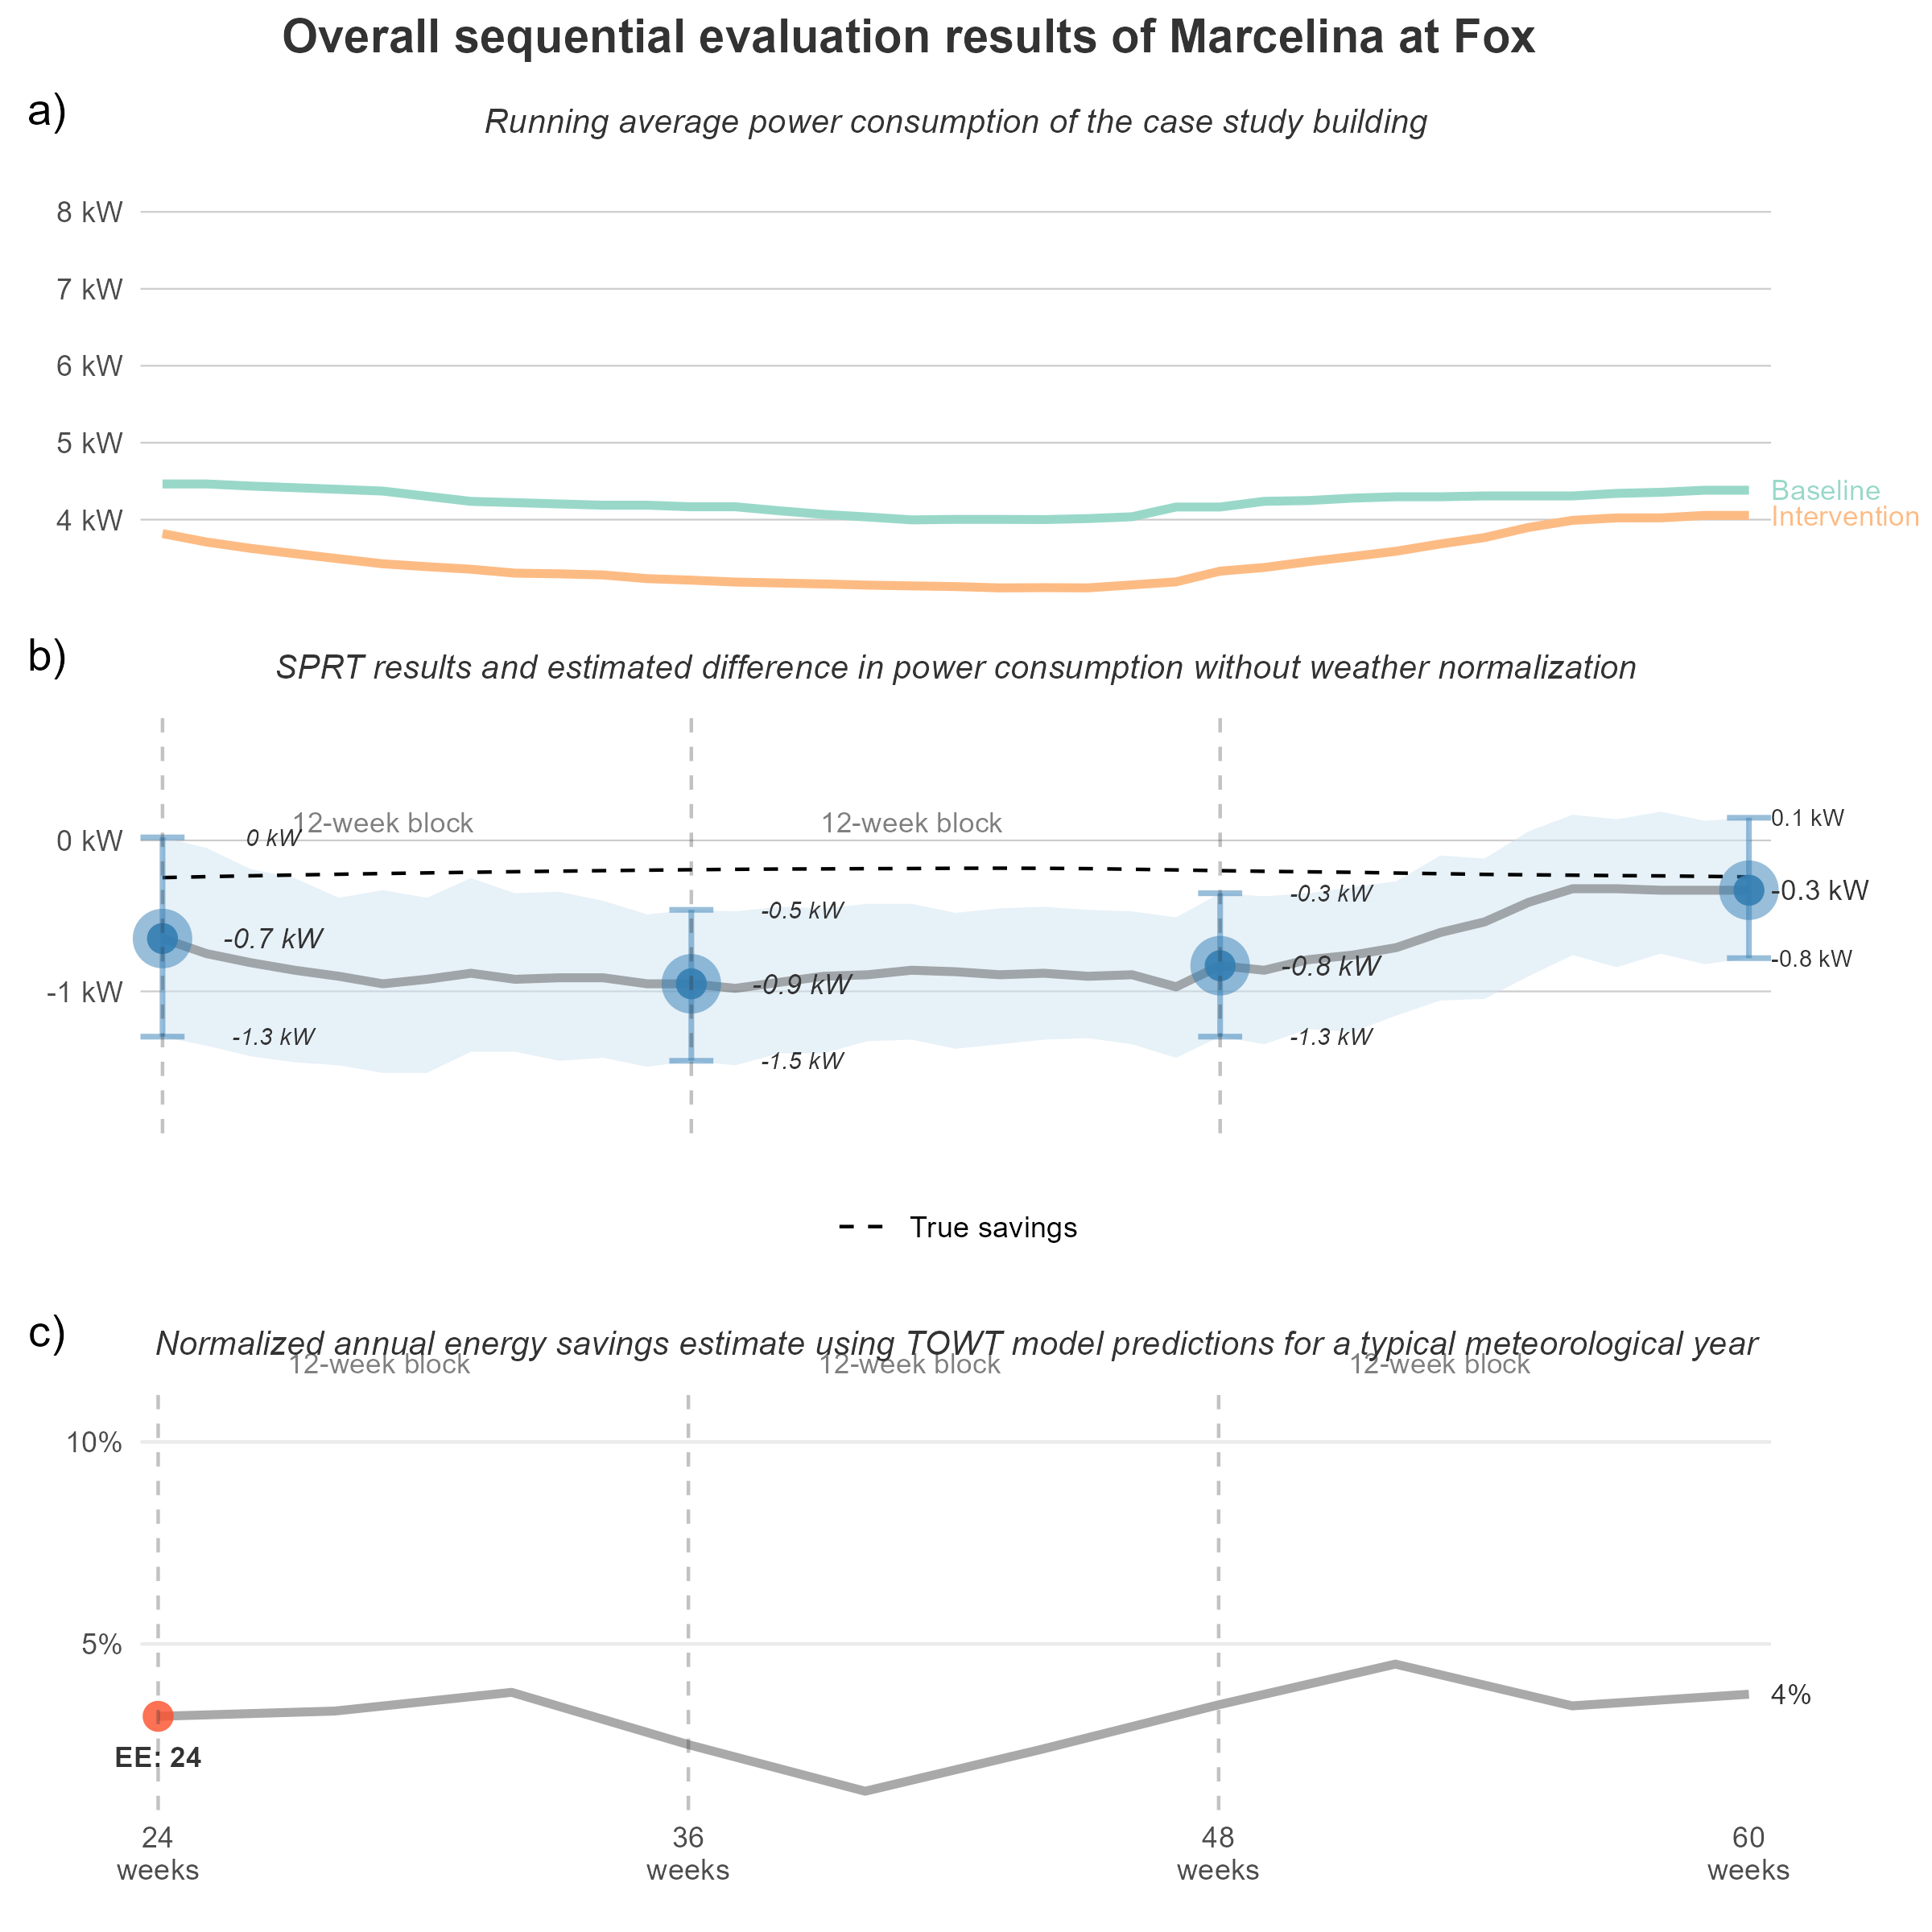 Overall sequential evaluation results of Marcelina at Fox
a)
Running average power consumption of the case study building
8 kW
7 kW
6 kW
5 kW
4 kW
Baseline
Intervention
b)
SPRT results and estimated difference in power consumption without weather normalization
12-week block
12-week block
0 kW
-1 kW
0 kW
-0.7 kW
-1.3 kW
-0.5 kW
-0.9 kW
-1.5 kW
-0.3 kW
-0.8 kW
-1.3 kW
0.1 kW
-0.3 kW
-0.8 kW
True savings
c)
Normalized annual energy savings estimate using TOWT model predictions for a typical meteorological year
12-week block
12-week block
12-week block
10%
5%
4%
EE: 24
24
weeks
36
weeks
48
weeks
60
weeks